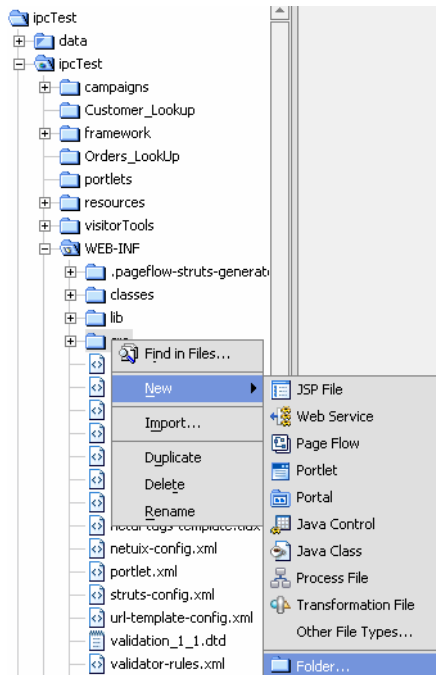 ipcTest
data
ipcTest
campaigns
Customer_Lookup
framework
Orders_LookUp
portlets
resources
visitorTools
WEB-INF
.pageflow-struts-generat
classes
lib
Find in Files...
New
JSP File
Web Service
Import...
Page Flow
Portlet
Duplicate
Portal
Delete
Java Control
Rename
Java Class
netuix-config.xml
Process File
portlet.xml
Transformation File
struts-config.xml
url-template-config.xml
Other File Types...
validation_1_1.dtd
validator-rules.xml
Folder...